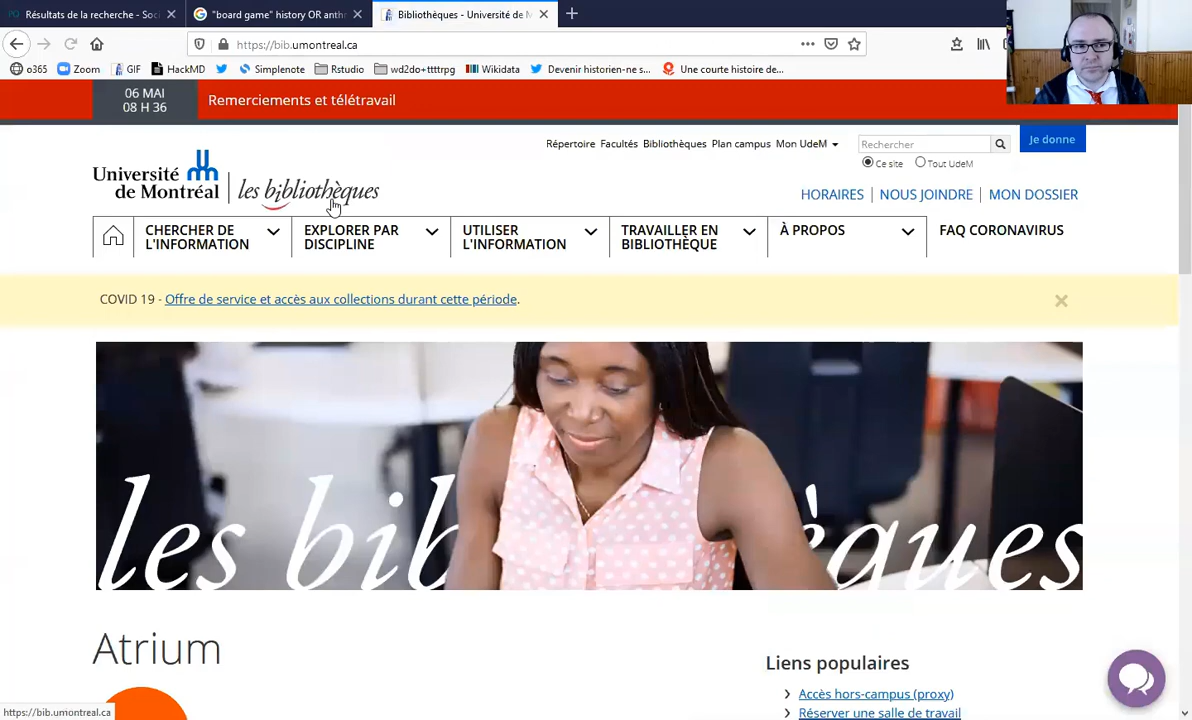 Résultats de la recherche - Soci
"board game" history OR anthr
Bibliothèques - Université de M
https://bib.umontreal.ca
o365
Zoom
GIF
HackMD
Simplenote
Rstudio
wd2do+ttttrpg
Wikidata
Devenir historien-ne s...
Une courte histoire de...
06 MAI
08 H 36
Remerciements et télétravail
Université
de Montréal
les bibliothèques
Répertoire Facultés Bibliothèques Plan campus Mon UdeM
Rechercher
Ce site
Tout UdeM
Je donne
HORAIRES
NOUS JOINDRE
MON DOSSIER
CHERCHER DE
L'INFORMATION
EXPLORER PAR
DISCIPLINE
UTILISER
L'INFORMATION
TRAVAILLER EN
BIBLIOTHÈQUE
À PROPOS
FAQ CORONAVIRUS
COVID 19 - Offre de service et accès aux collections durant cette période.
les bib èques
Atrium
Liens populaires
Accès hors-campus (proxy)
Réserver une salle de travail
https://bib.umontreal.ca